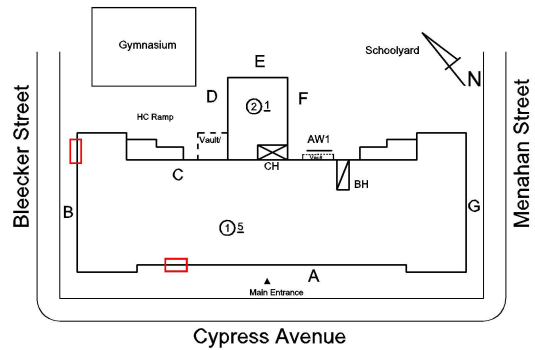 Gymnasium
Schoolyard
N
E
D
F
② 1
HC Ramp
Vault/
AW1
Vault
CH
BH
C
Bleecker Street
Menahan Street
B
G
① 5
A
Main Entrance
Cypress Avenue